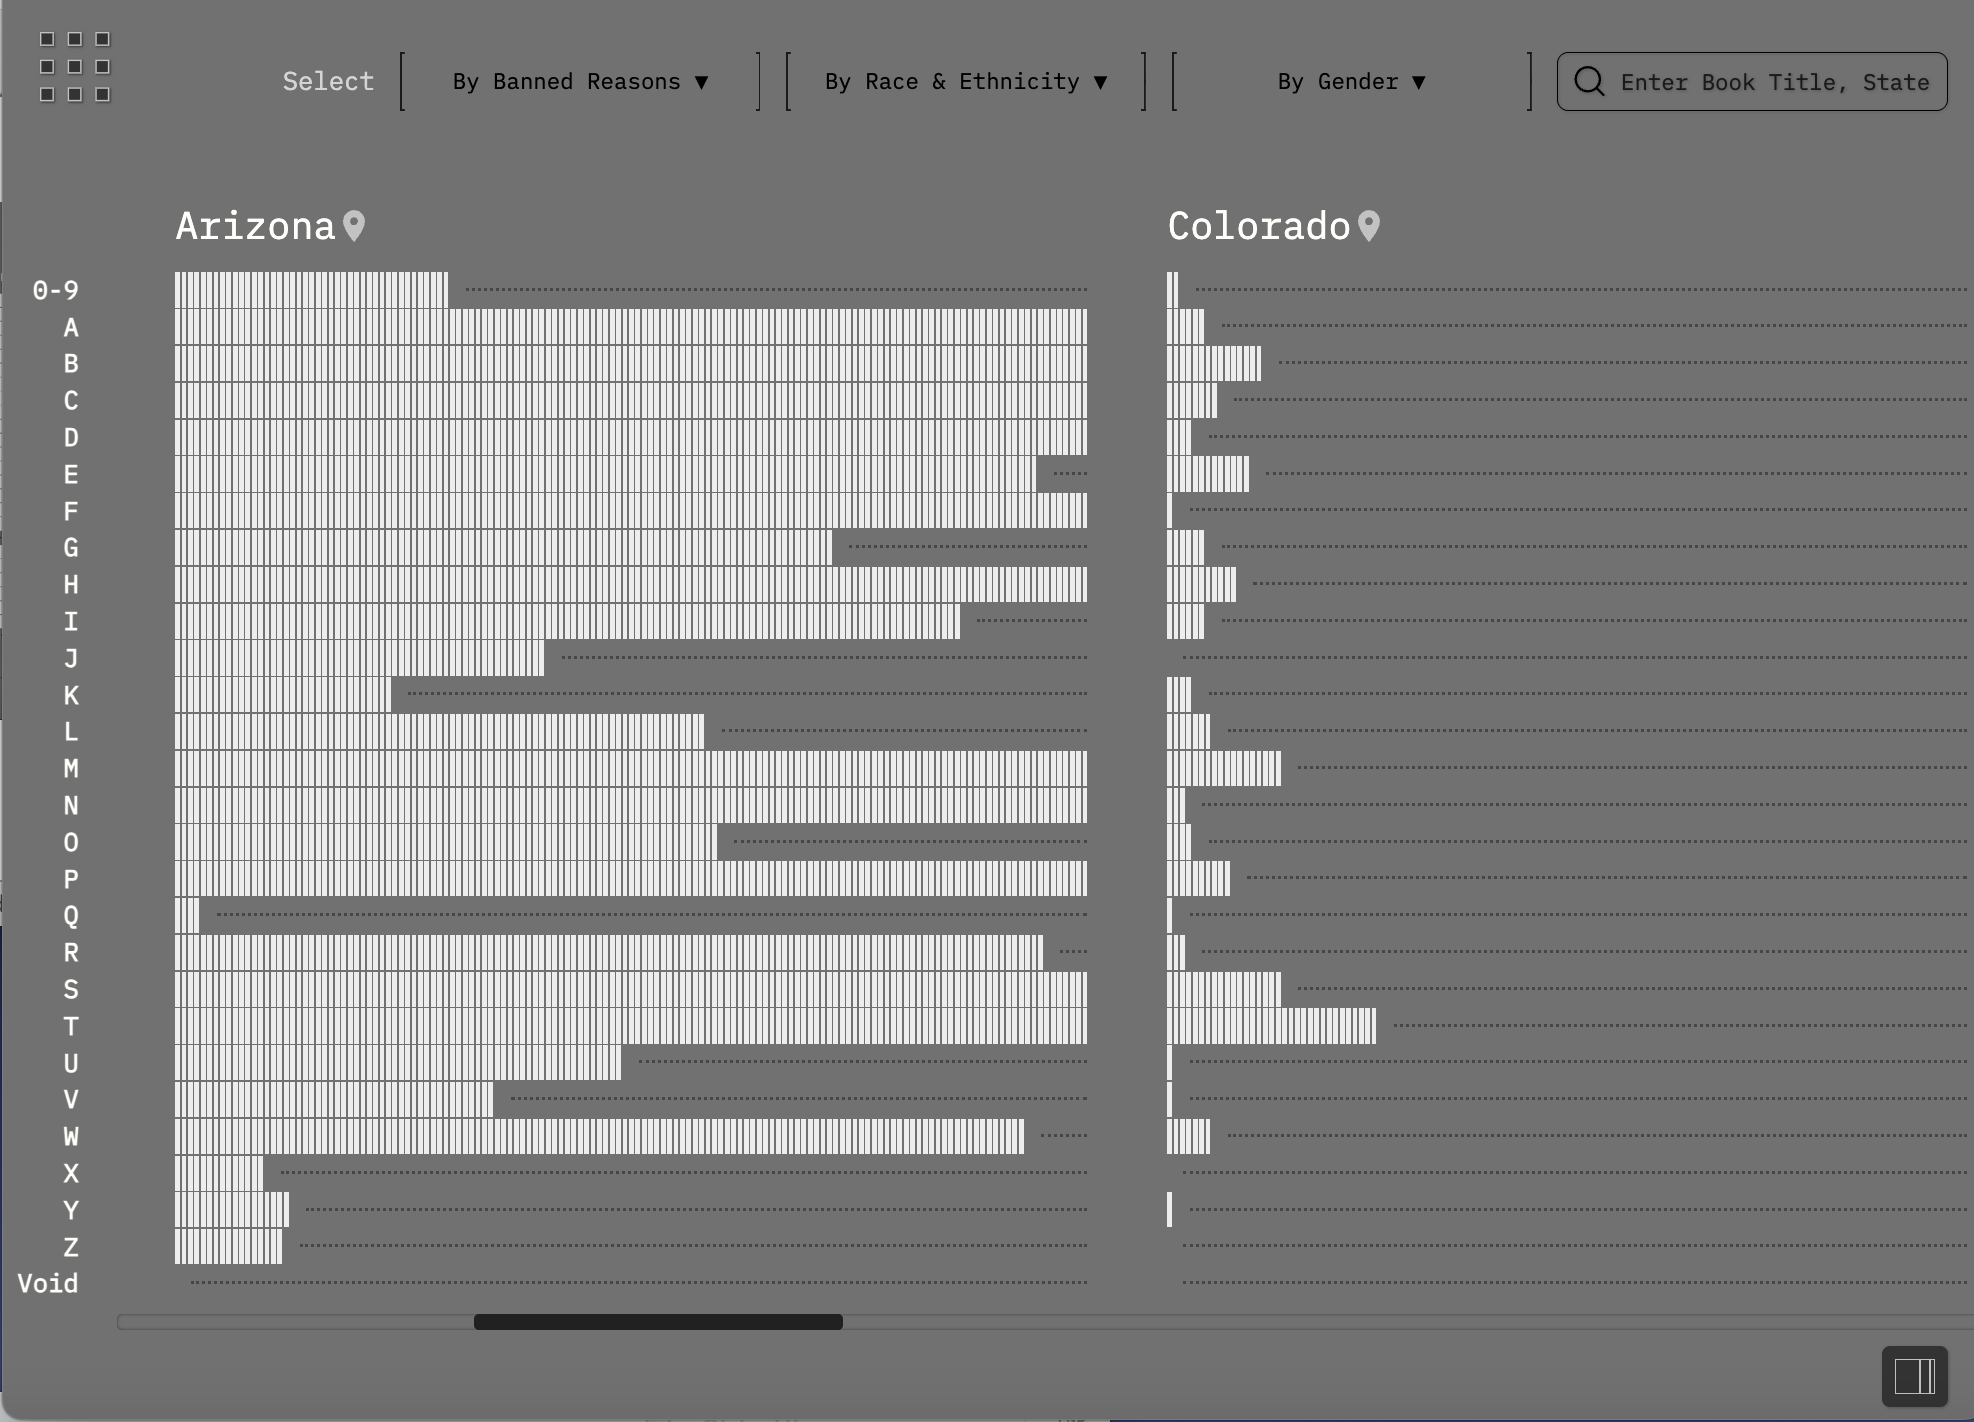 Select
By Banned Reasons ▼
By Race & Ethnicity ▼
By Gender ▼
Enter Book Title, State
Arizona
Colorado
0-9
A
B
C
D
E
F
G
H
I
J
K
L
M
N
O
P
Q
R
S
T
U
V
W
X
Y
Z
Void